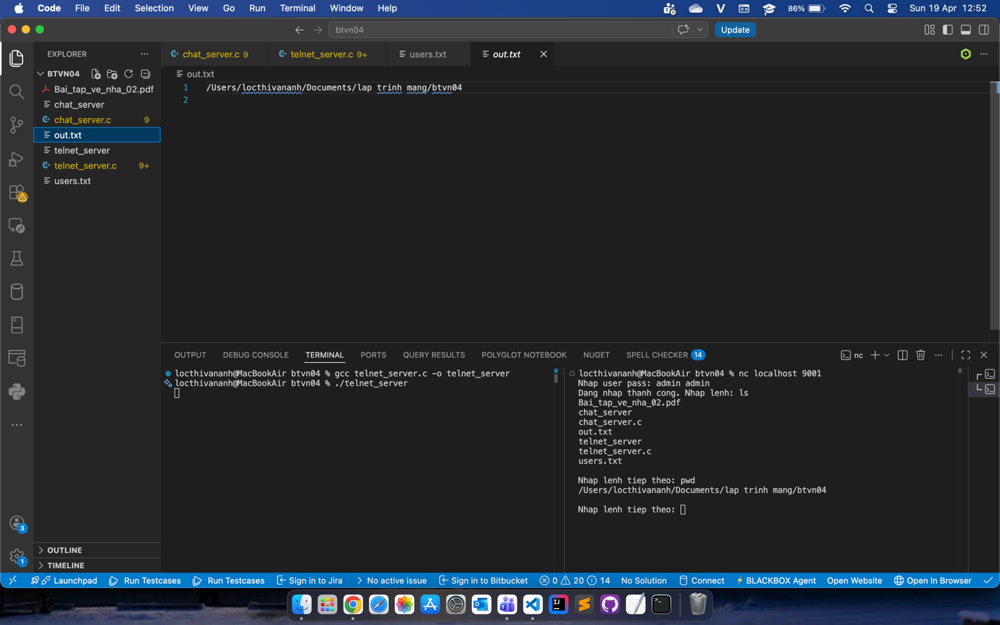 Code File Edit Selection View Go Run Terminal Window Help 86% Sun 19 Apr 12:52
btvn04 Update
EXPLORER
chat_server.c 9 telnet_server.c 9+ users.txt out.txt
BTVN04
Bai_tap_ve_nha_02.pdf
chat_server
chat_server.c 9
out.txt
telnet_server
telnet_server.c 9+
users.txt
OUTLINE
TIMELINE
3
1
out.txt
1 /Users/locthivananh/Documents/lap trinh mang/btvn04
2
OUTPUT DEBUG CONSOLE TERMINAL PORTS QUERY RESULTS POLYGLOT NOTEBOOK NUGET SPELL CHECKER 14 nc
locthivananh@MacBookAir btvn04 % gcc telnet_server.c -o telnet_server
locthivananh@MacBookAir btvn04 % ./telnet_server
locthivananh@MacBookAir btvn04 % nc localhost 9001
Nhap user pass: admin admin
Dang nhap thanh cong. Nhap lenh: ls
Bai_tap_ve_nha_02.pdf
chat_server
chat_server.c
out.txt
telnet_server
telnet_server.c
users.txt
Nhap lenh tiep theo: pwd
/Users/locthivananh/Documents/lap trinh mang/btvn04
Nhap lenh tiep theo:
Launchpad Run Testcases Run Testcases Sign in to Jira No active issue Sign in to Bitbucket 0 20 14 No Solution Connect BLACKBOX Agent Open Website Open In Browser